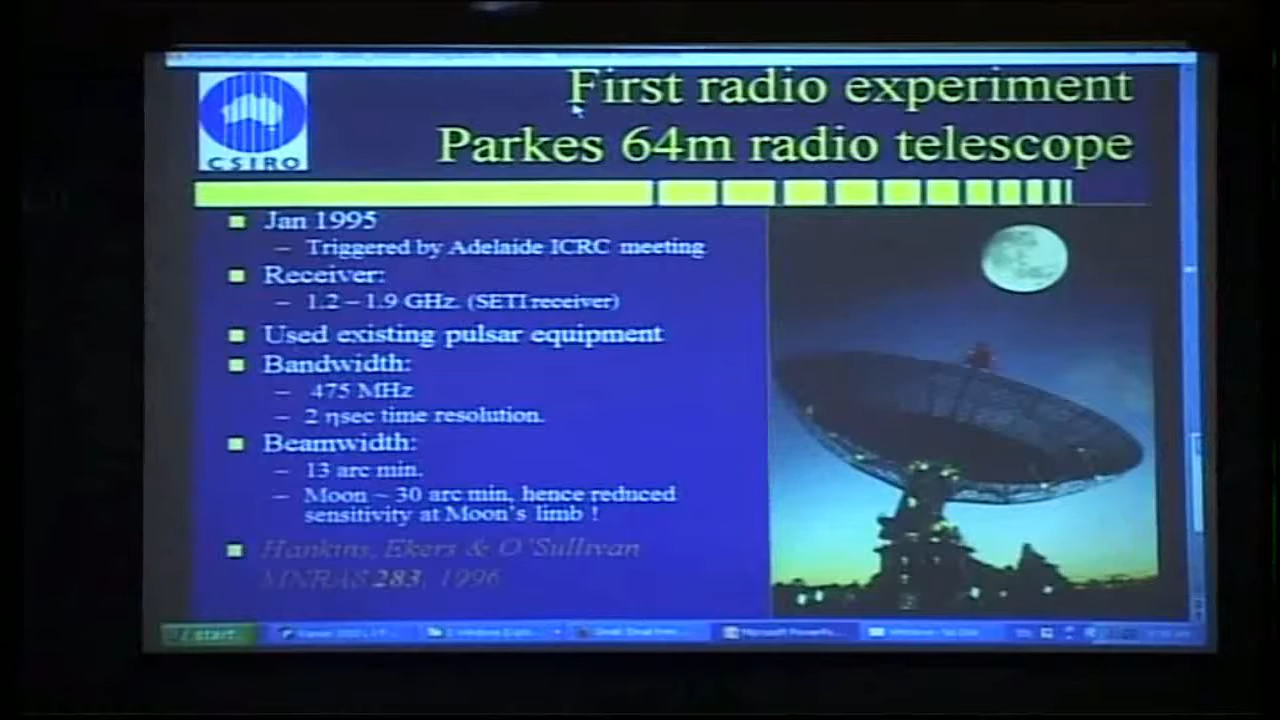 First radio experiment
Parkes 64m radio telescope
CSIRO
Jan 1995
– Triggered by Adelaide ICRC meeting
Receiver:
– 1.2 – 1.9 GHz. (SETI receiver)
Used existing pulsar equipment
Bandwidth:
– 475 MHz
– 2 ηsec time resolution.
Beamwidth:
– 13 arc min.
– Moon ~ 30 arc min, hence reduced
sensitivity at Moon's limb !
Hankins, Ekers & O'Sullivan
MNRAS 283, 1996
start